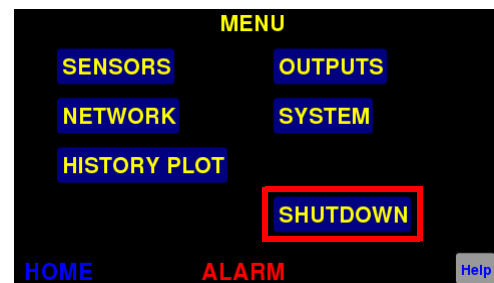 MENU
SENSORS OUTPUTS
NETWORK SYSTEM
HISTORY PLOT
SHUTDOWN
HOME ALARM Help